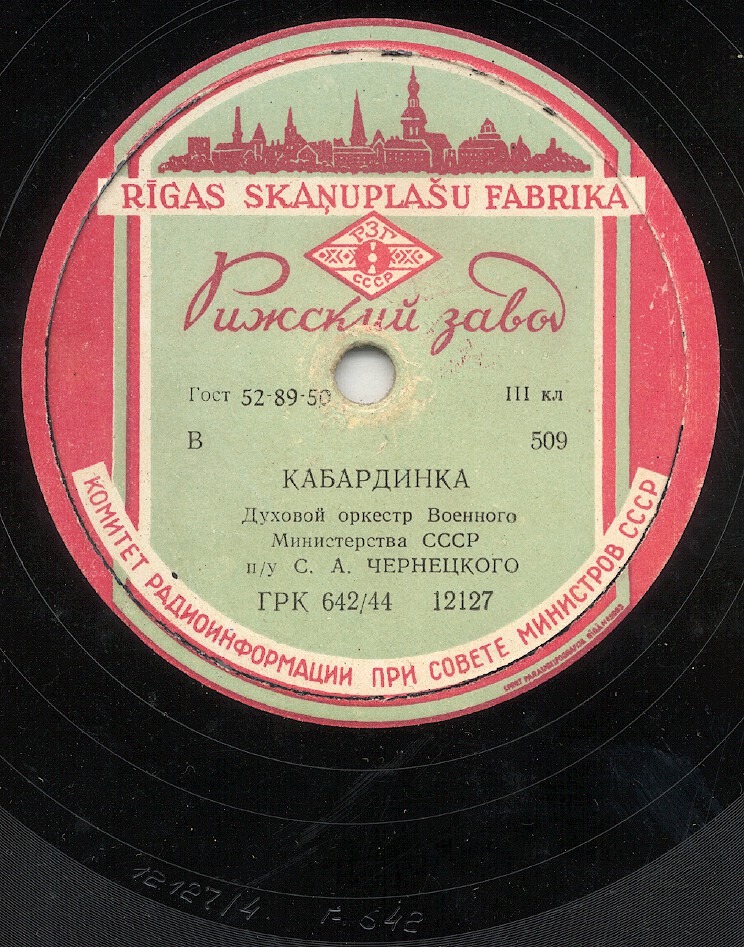 RĪGAS SKAŅUPLAŠU FABRIKA
РЗП
СССР
Рижский завод
Гост 52-89-50 III кл
В 509
КАБАРДИНКА
Духовой оркестр Военного
Министерства СССР
п/у С. А. ЧЕРНЕЦКОГО
ГРК 642/44 12127
КОМИТЕТ РАДИОИНФОРМАЦИИ ПРИ СОВЕТЕ МИНИСТРОВ СССР
12127/4 Г-642